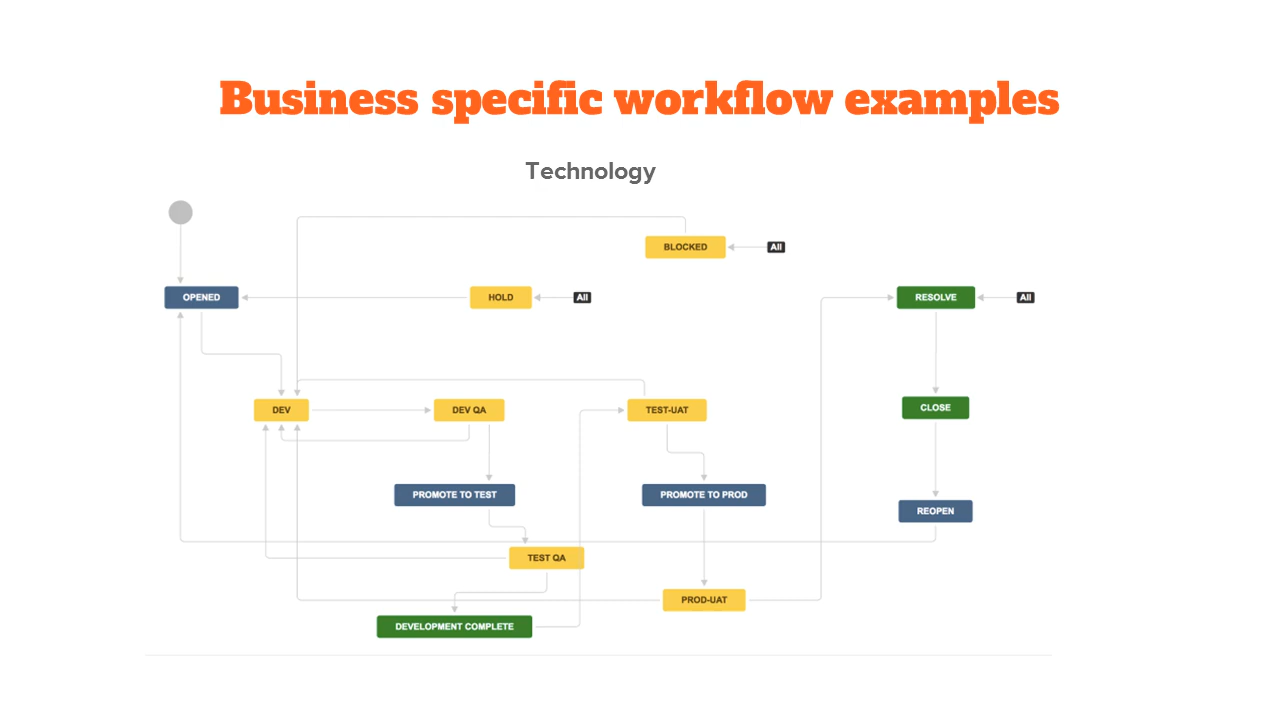 Business specific workflow examples
Technology
BLOCKED
All
OPENED
HOLD
All
RESOLVE
All
DEV
DEV QA
TEST-UAT
CLOSE
PROMOTE TO TEST
PROMOTE TO PROD
REOPEN
TEST QA
PROD-UAT
DEVELOPMENT COMPLETE